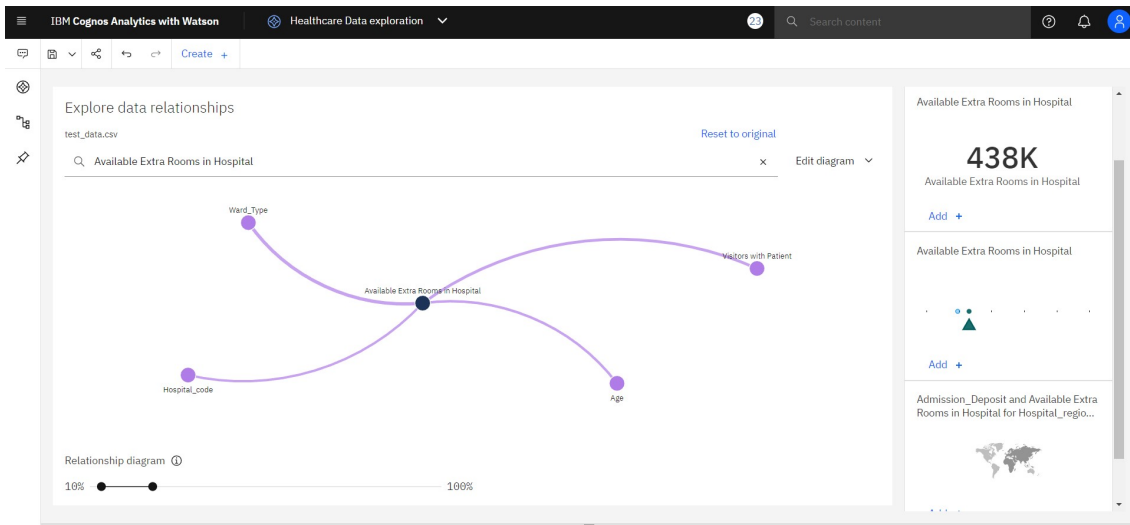 IBM Cognos Analytics with Watson
Healthcare Data exploration
23
Search content
Create +
Explore data relationships
test_data.csv
Reset to original
Available Extra Rooms in Hospital
Edit diagram
Ward_Type
Visitors with Patient
Available Extra Rooms in Hospital
Hospital_code
Age
Relationship diagram
10%
100%
Available Extra Rooms in Hospital
438K
Available Extra Rooms in Hospital
Add +
Available Extra Rooms in Hospital
Add +
Admission_Deposit and Available Extra
Rooms in Hospital for Hospital_regio...